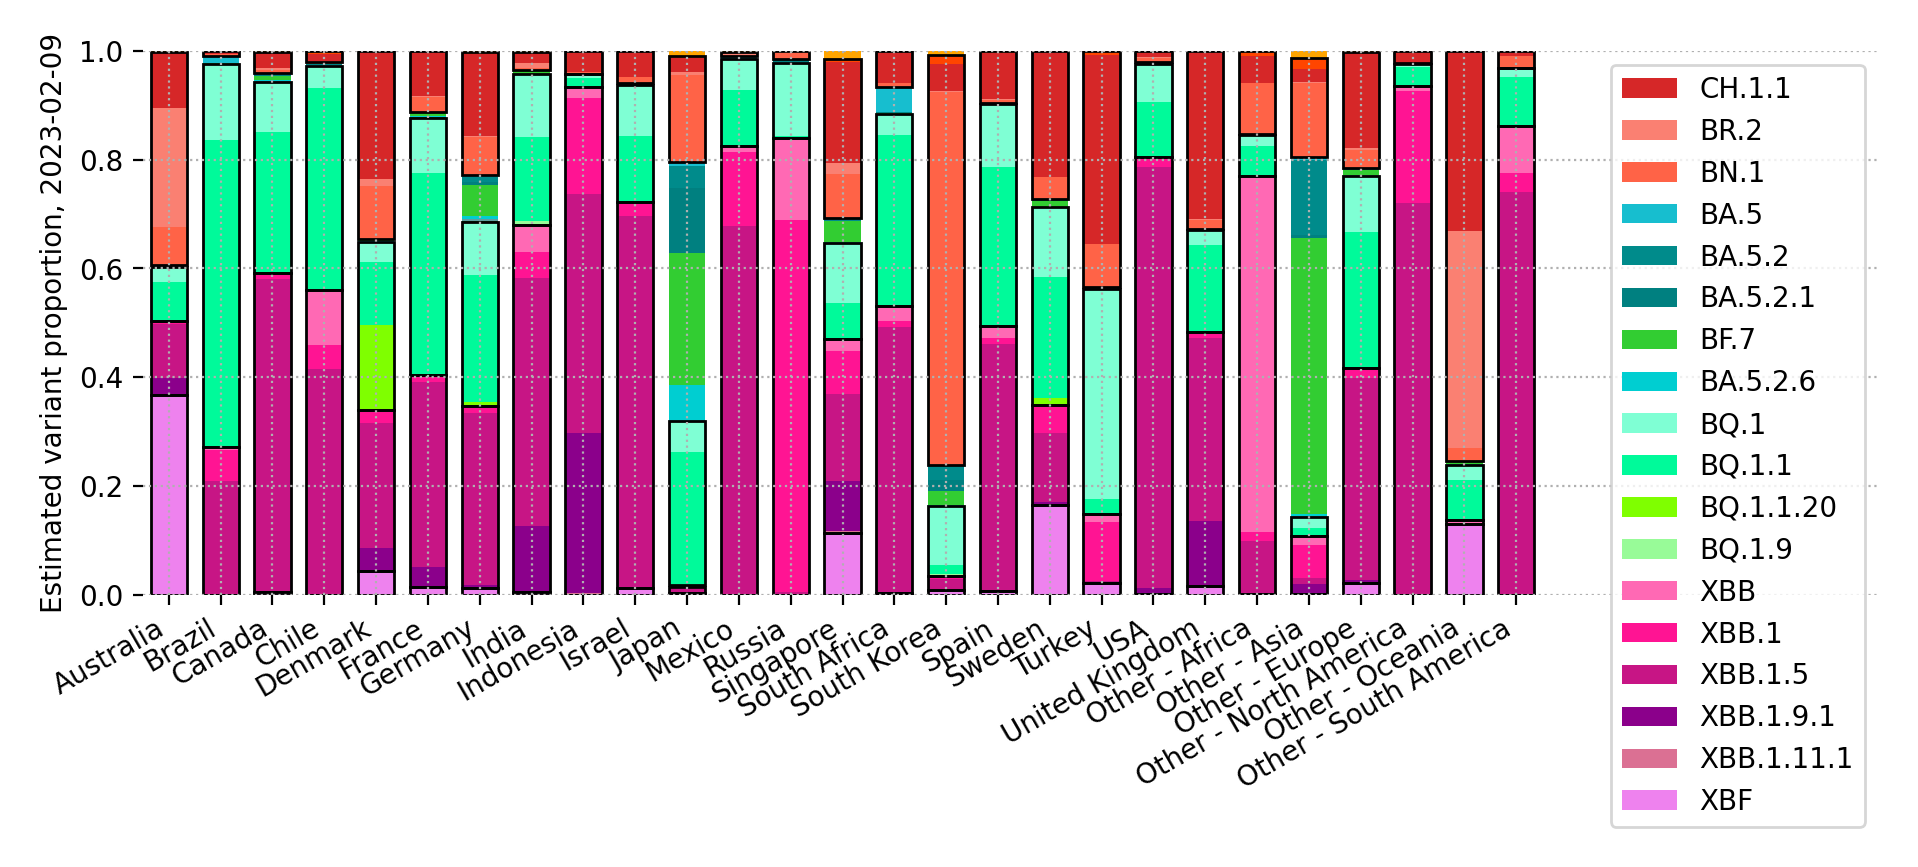 Estimated variant proportion, 2023-02-09
1.0
0.8
0.6
0.4
0.2
0.0
Australia
Brazil
Canada
Chile
Denmark
France
Germany
India
Indonesia
Israel
Japan
Mexico
Russia
Singapore
South Africa
South Korea
Spain
Sweden
Turkey
USA
United Kingdom
Other - Africa
Other - Asia
Other - Europe
Other - North America
Other - Oceania
Other - South America
CH.1.1
BR.2
BN.1
BA.5
BA.5.2
BA.5.2.1
BF.7
BA.5.2.6
BQ.1
BQ.1.1
BQ.1.1.20
BQ.1.9
XBB
XBB.1
XBB.1.5
XBB.1.9.1
XBB.1.11.1
XBF